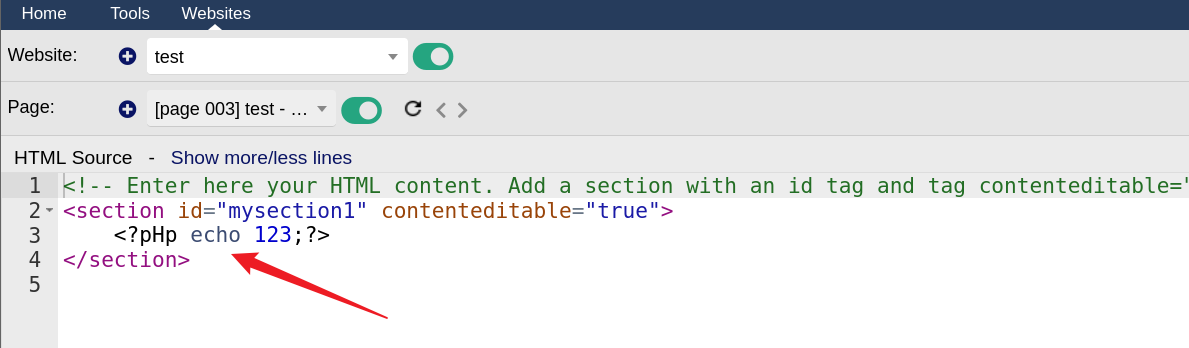 Home Tools Websites
Website: test
Page: [page 003] test - ...
HTML Source - Show more/less lines
1 <!-- Enter here your HTML content. Add a section with an id tag and tag contenteditable="
2 <section id="mysection1" contenteditable="true">
3 <?pHp echo 123;?>
4 </section>
5